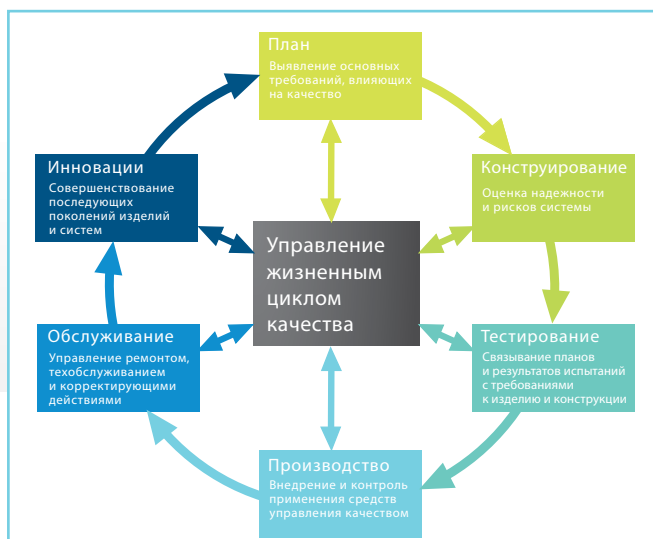 План
Выявление основных
требований, влияющих
на качество
Инновации
Совершенствование
последующих
поколений изделий
и систем
Конструирование
Оценка надежности
и рисков системы
Управление
жизненным
циклом
качества
Обслуживание
Управление ремонтом,
техобслуживанием
и корректирующими
действиями
Тестирование
Связывание планов
и результатов испытаний
с требованиями
к изделию и конструкции
Производство
Внедрение и контроль
применения средств
управления качеством